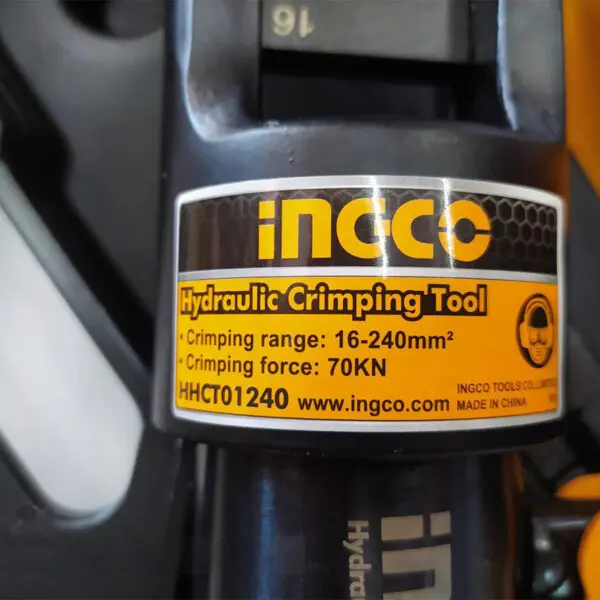 16
INGCO
Hydraulic Crimping Tool
• Crimping range: 16-240mm²
• Crimping force: 70KN
HHCT01240 www.ingco.com
INGCO TOOLS CO.,LIMITED
MADE IN CHINA
in
Hydra